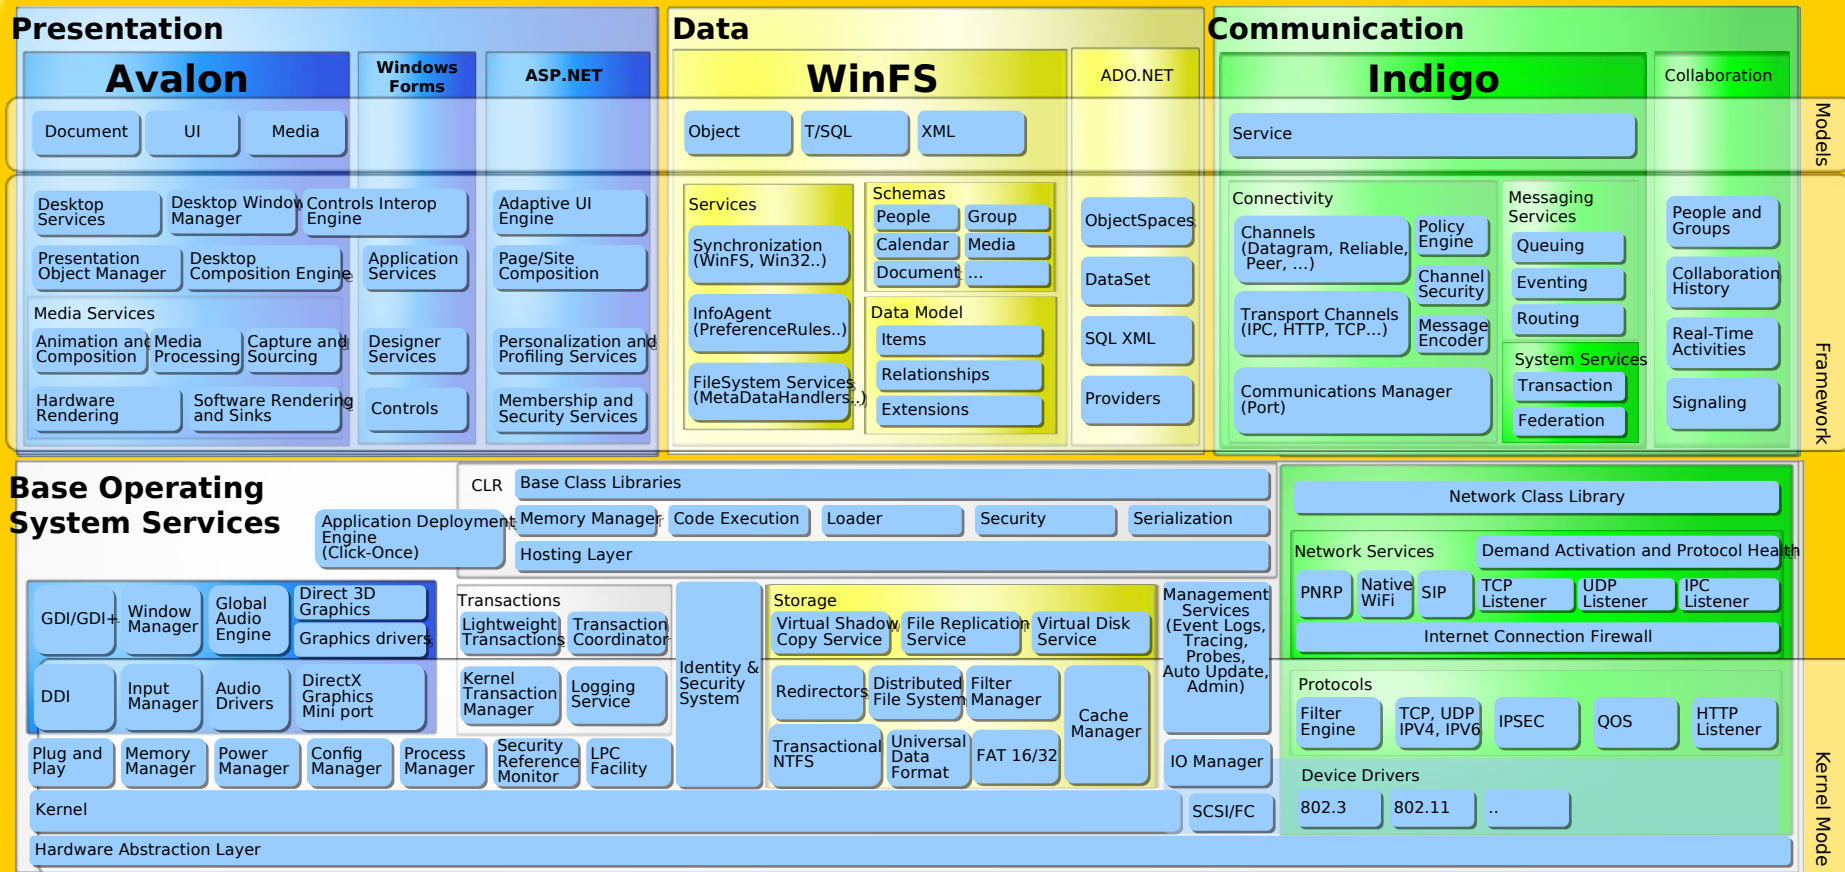 Presentation
Avalon
Windows
Forms
ASP.NET
Document
UI
Media
Desktop
Services
Desktop Window
Manager
Controls Interop
Engine
Adaptive UI
Engine
Presentation
Object Manager
Desktop
Composition Engine
Application
Services
Page/Site
Composition
Media Services
Animation and
Composition
Media
Processing
Capture and
Sourcing
Designer
Services
Personalization and
Profiling Services
Hardware
Rendering
Software Rendering
and Sinks
Controls
Membership and
Security Services
Data
WinFS
ADO.NET
Object
T/SQL
XML
Services
Synchronization
(WinFS, Win32..)
InfoAgent
(PreferenceRules..)
FileSystem Services
(MetaDataHandlers..)
Schemas
People
Group
Calendar
Media
Document
...
Data Model
Items
Relationships
Extensions
ObjectSpaces
DataSet
SQL XML
Providers
Communication
Indigo
Collaboration
Service
Connectivity
Channels
(Datagram, Reliable,
Peer, ...)
Policy
Engine
Channel
Security
Transport Channels
(IPC, HTTP, TCP...)
Message
Encoder
Communications Manager
(Port)
Messaging
Services
Queuing
Eventing
Routing
System Services
Transaction
Federation
People and
Groups
Collaboration
History
Real-Time
Activities
Signaling
Models
Framework
Base Operating
System Services
Application Deployment
Engine
(Click-Once)
CLR
Base Class Libraries
Memory Manager
Code Execution
Loader
Security
Serialization
Hosting Layer
Network Class Library
Network Services
Demand Activation and Protocol Health
PNRP
Native
WiFi
SIP
TCP
Listener
UDP
Listener
IPC
Listener
Internet Connection Firewall
GDI/GDI+
Window
Manager
Global
Audio
Engine
Direct 3D
Graphics
Graphics drivers
DDI
Input
Manager
Audio
Drivers
DirectX
Graphics
Mini port
Transactions
Lightweight
Transactions
Transaction
Coordinator
Kernel
Transaction
Manager
Logging
Service
Identity &
Security
System
Storage
Virtual Shadow
Copy Service
File Replication
Service
Virtual Disk
Service
Redirectors
Distributed
File System
Filter
Manager
Cache
Manager
Transactional
NTFS
Universal
Data
Format
FAT 16/32
Management
Services
(Event Logs,
Tracing,
Probes,
Auto Update,
Admin)
Protocols
Filter
Engine
TCP, UDP
IPV4, IPV6
IPSEC
QOS
HTTP
Listener
Plug and
Play
Memory
Manager
Power
Manager
Config
Manager
Process
Manager
Security
Reference
Monitor
LPC
Facility
IO Manager
Device Drivers
802.3
802.11
..
Kernel
SCSI/FC
Hardware Abstraction Layer
Kernel Mode